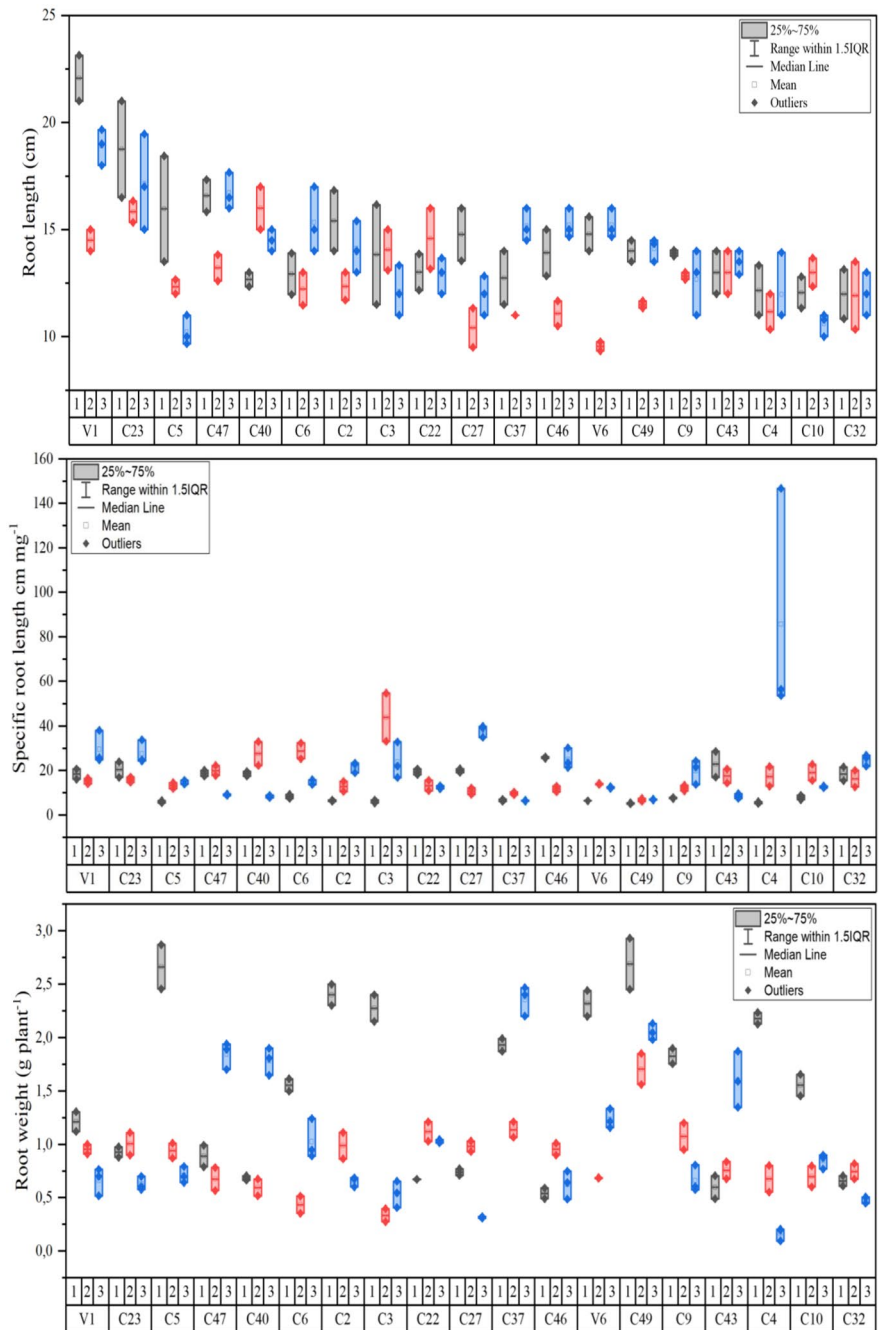 25
20
15
10
Root length (cm)
25%~75%
Range within 1.5IQR
Median Line
Mean
Outliers
1 2 3 1 2 3 1 2 3 1 2 3 1 2 3 1 2 3 1 2 3 1 2 3 1 2 3 1 2 3 1 2 3 1 2 3 1 2 3 1 2 3 1 2 3 1 2 3 1 2 3 1 2 3 1 2 3
V1 C23 C5 C47 C40 C6 C2 C3 C22 C27 C37 C46 V6 C49 C9 C43 C4 C10 C32
160
140
120
100
80
60
40
20
0
Specific root length cm mg-1
25%~75%
Range within 1.5IQR
Median Line
Mean
Outliers
1 2 3 1 2 3 1 2 3 1 2 3 1 2 3 1 2 3 1 2 3 1 2 3 1 2 3 1 2 3 1 2 3 1 2 3 1 2 3 1 2 3 1 2 3 1 2 3 1 2 3 1 2 3 1 2 3
V1 C23 C5 C47 C40 C6 C2 C3 C22 C27 C37 C46 V6 C49 C9 C43 C4 C10 C32
3,0
2,5
2,0
1,5
1,0
0,5
0,0
Root weight (g plant-1)
25%~75%
Range within 1.5IQR
Median Line
Mean
Outliers
1 2 3 1 2 3 1 2 3 1 2 3 1 2 3 1 2 3 1 2 3 1 2 3 1 2 3 1 2 3 1 2 3 1 2 3 1 2 3 1 2 3 1 2 3 1 2 3 1 2 3 1 2 3 1 2 3
V1 C23 C5 C47 C40 C6 C2 C3 C22 C27 C37 C46 V6 C49 C9 C43 C4 C10 C32